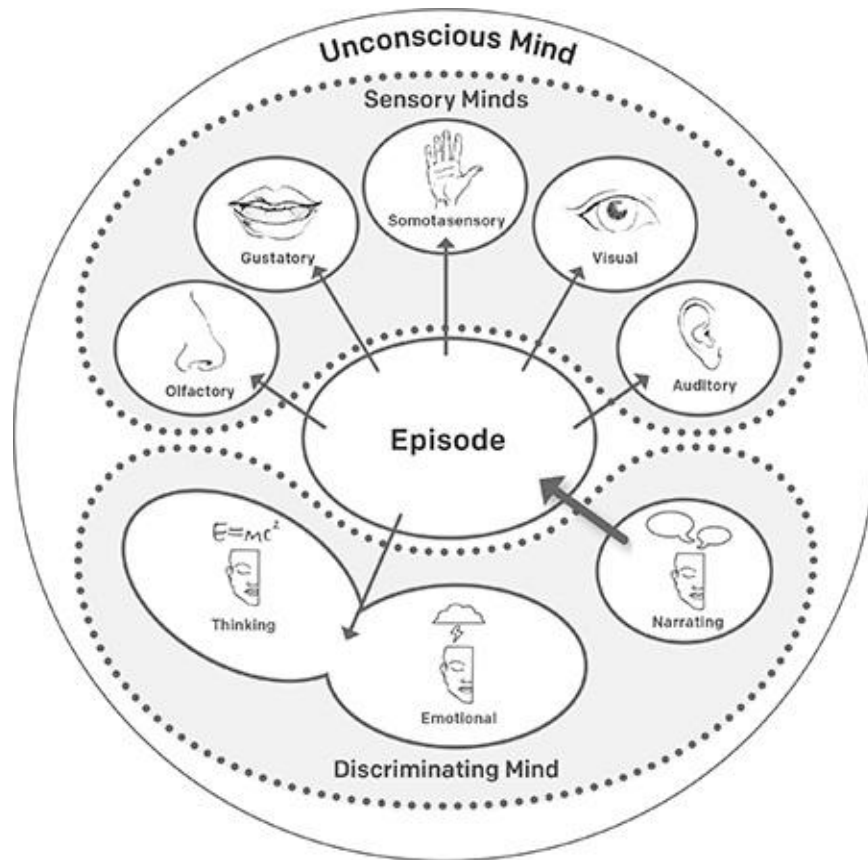 Unconscious Mind
Sensory Minds
Somotasensory
Gustatory
Visual
Olfactory
Auditory
Episode
E=mc²
Thinking
Narrating
Emotional
Discriminating Mind